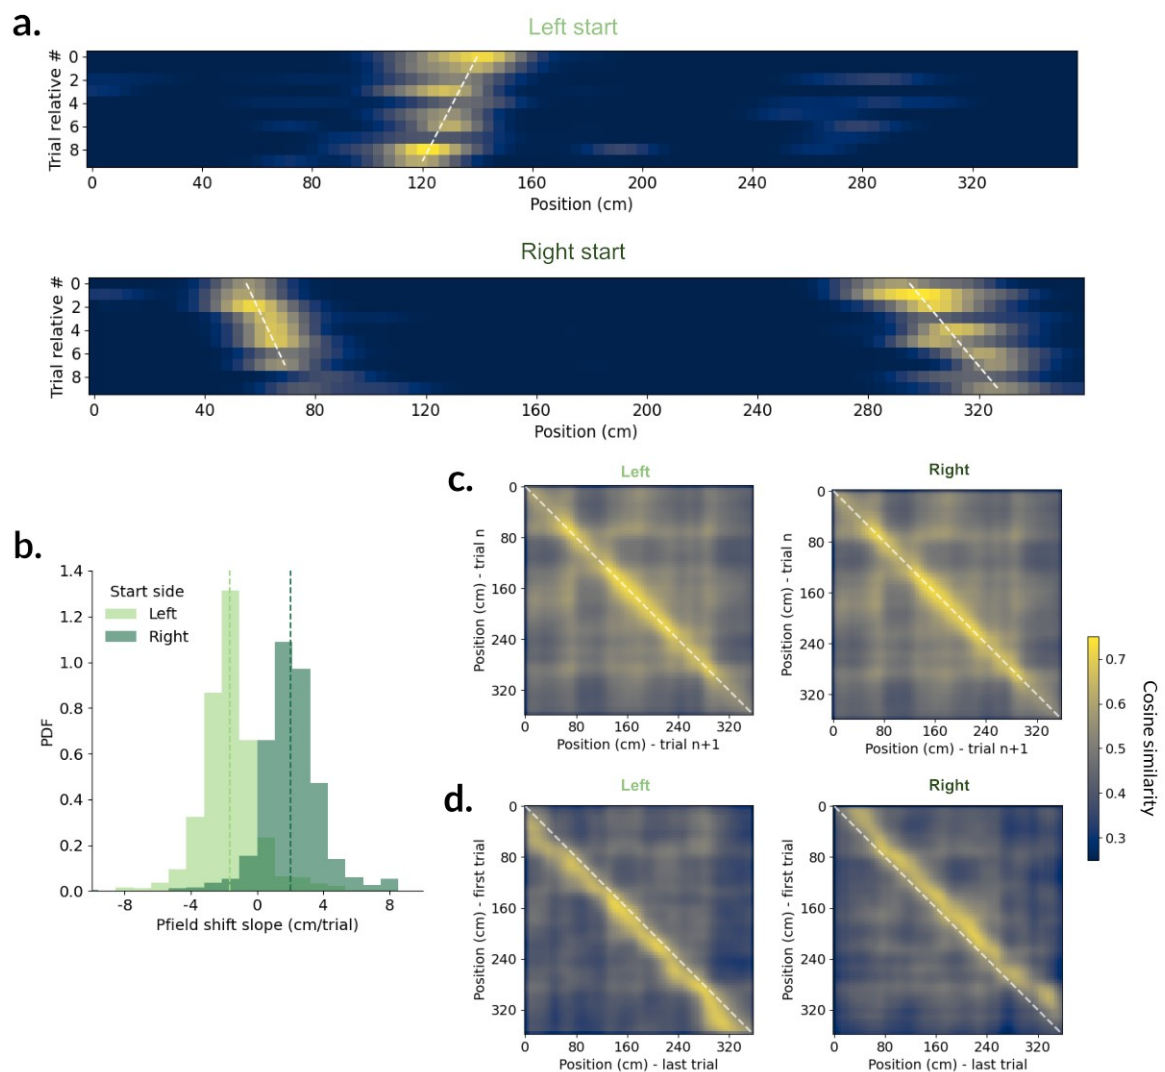 a.
Left start
Trial relative #
0
2
4
6
8
0 40 80 120 160 200 240 280 320
Position (cm)
Right start
Trial relative #
0
2
4
6
8
0 40 80 120 160 200 240 280 320
Position (cm)
b.
1.4
1.2
1.0
0.8
0.6
0.4
0.2
0.0
PDF
Start side
Left
Right
-8 -4 0 4 8
Pfield shift slope (cm/trial)
c.
Left
Position (cm) - trial n
0
80
160
240
320
0 80 160 240 320
Position (cm) - trial n+1
Right
Position (cm) - trial n
0
80
160
240
320
0 80 160 240 320
Position (cm) - trial n+1
d.
Left
Position (cm) - first trial
0
80
160
240
320
0 80 160 240 320
Position (cm) - last trial
Right
Position (cm) - first trial
0
80
160
240
320
0 80 160 240 320
Position (cm) - last trial
0.7
0.6
0.5
0.4
0.3
Cosine similarity